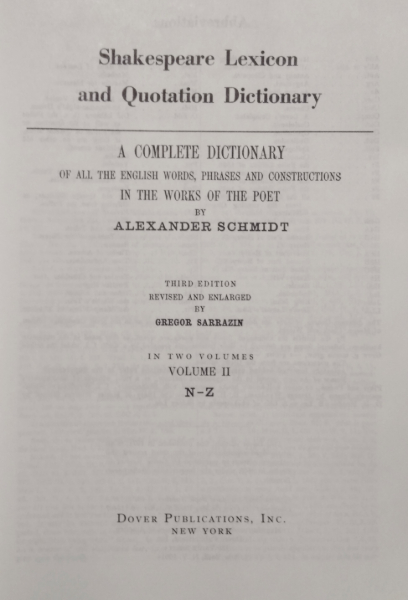 Shakespeare Lexicon
and Quotation Dictionary
A COMPLETE DICTIONARY
OF ALL THE ENGLISH WORDS, PHRASES AND CONSTRUCTIONS
IN THE WORKS OF THE POET
BY
ALEXANDER SCHMIDT
THIRD EDITION
REVISED AND ENLARGED
BY
GREGOR SARRAZIN
IN TWO VOLUMES
VOLUME II
N–Z
DOVER PUBLICATIONS, INC.
NEW YORK